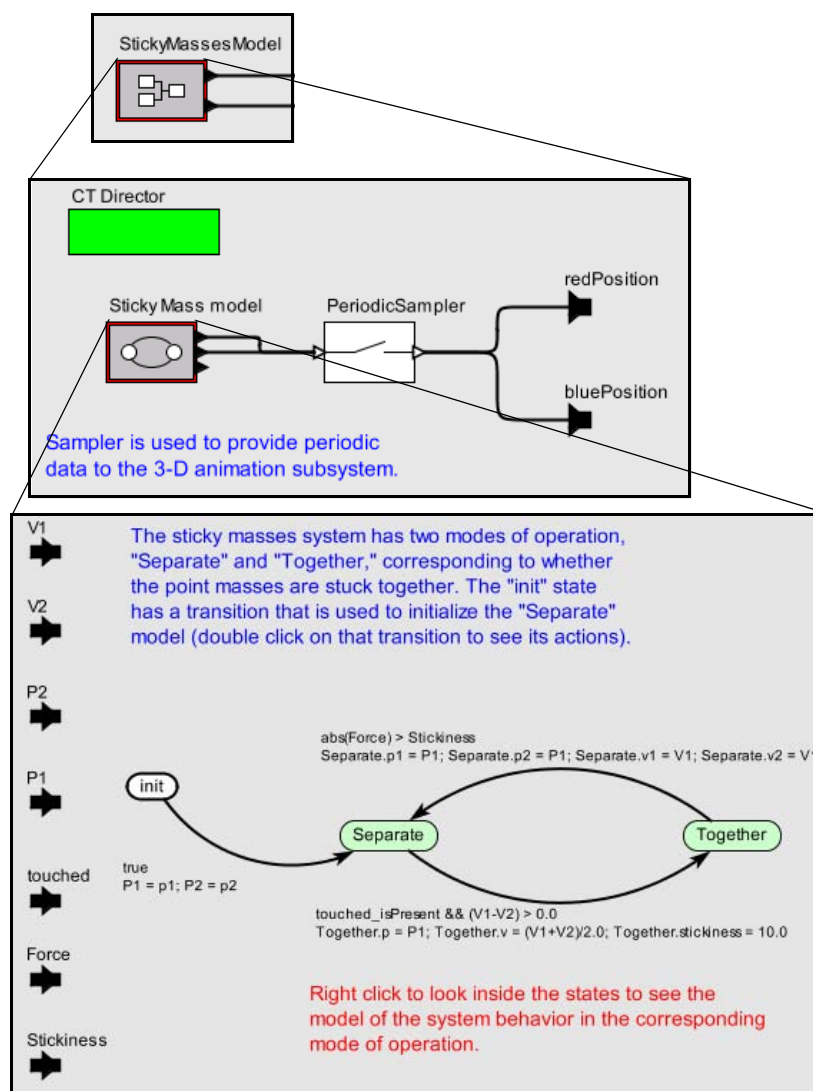 StickyMassesModel
CT Director
StickyMass model
PeriodicSampler
redPosition
bluePosition
Sampler is used to provide periodic
data to the 3-D animation subsystem.
V1
The sticky masses system has two modes of operation,
"Separate" and "Together," corresponding to whether
the point masses are stuck together. The "init" state
has a transition that is used to initialize the "Separate"
model (double click on that transition to see its actions).
V2
P2
P1
touched
Force
Stickiness
init
true
P1 = p1; P2 = p2
abs(Force) > Stickiness
Separate.p1 = P1; Separate.p2 = P1; Separate.v1 = V1; Separate.v2 = V1
Separate
Together
touched_isPresent && (V1-V2) > 0.0
Together.p = P1; Together.v = (V1+V2)/2.0; Together.stickiness = 10.0
Right click to look inside the states to see the
model of the system behavior in the corresponding
mode of operation.